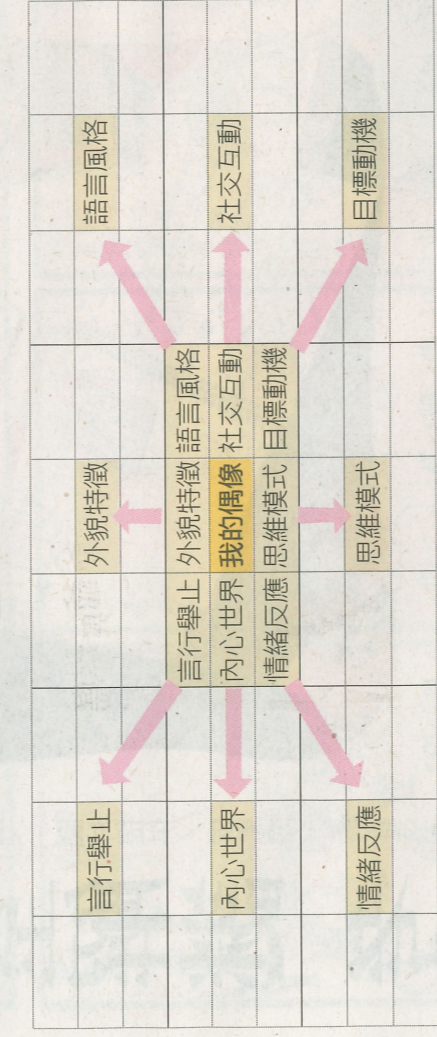 言行舉止 外貌特徵 語言風格
言行舉止 外貌特徵 語言風格
內心世界 內心世界 我的偶像 社交互動 社交互動
情緒反應 思維模式 目標動機
情緒反應 思維模式 目標動機